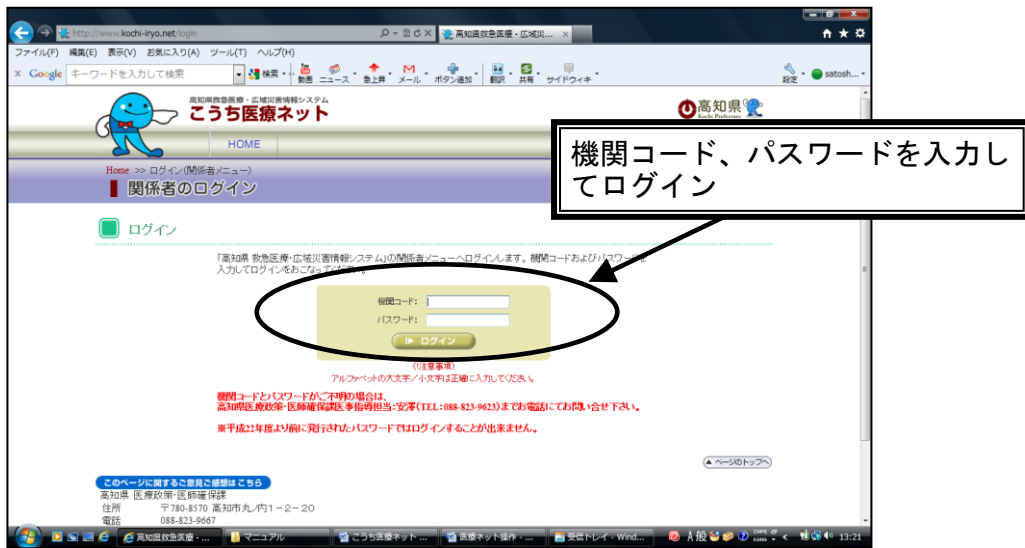 http://www.kochi-iryo.net/login
高知県救急医療・広域災...
ファイル(F) 編集(E) 表示(V) お気に入り(A) ツール(T) ヘルプ(H)
Google キーワードを入力して検索 検索 動画 ニュース 急上昇 メール ボタン追加 翻訳 共有 サイドウィキ 設定 satosh...
高知県救急医療・広域災害情報システム
こうち医療ネット
高知県
Kochi Prefecture
HOME
機関コード、パスワードを入力し
てログイン
Home >> ログイン(関係者メニュー)
関係者のログイン
ログイン
「高知県 救急医療・広域災害情報システム」の関係者メニューへログインします。機関コードおよびパスワードを
入力してログインをおこなってください。
機関コード:
パスワード:
ログイン
(!注意事項)
アルファベットの大文字/小文字は正確に入力してください。
機関コードとパスワードがご不明の場合は、
高知県医療政策・医師確保課医事指導担当:安澤(TEL:088-823-9623)までお電話にてお問い合せ下さい。
※平成22年度より前に発行されたパスワードではログインすることが出来ません。
ページのトップへ
このページに関するご意見ご感想はこちら
高知県 医療政策・医師確保課
住所 〒780-8570 高知市丸ノ内1-2-20
電話 088-823-9667
高知県救急医療・... マニュアル こうち医療ネット ... 医療ネット操作 - ... 受信トレイ - Wind... A 般 CAPS KANA 13:21